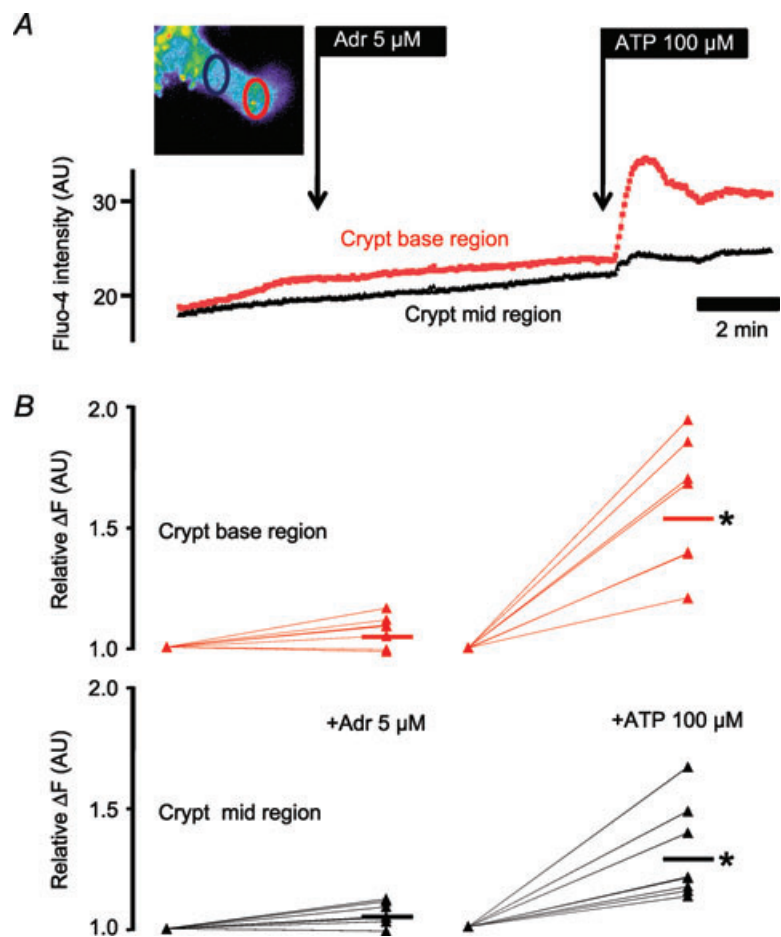 A
Adr 5 µM
ATP 100 µM
Fluo-4 intensity (AU)
30
20
Crypt base region
Crypt mid region
2 min
B
Relative ΔF (AU)
2.0
1.5
1.0
Crypt base region
*
Relative ΔF (AU)
2.0
1.5
1.0
+Adr 5 µM
+ATP 100 µM
Crypt mid region
*